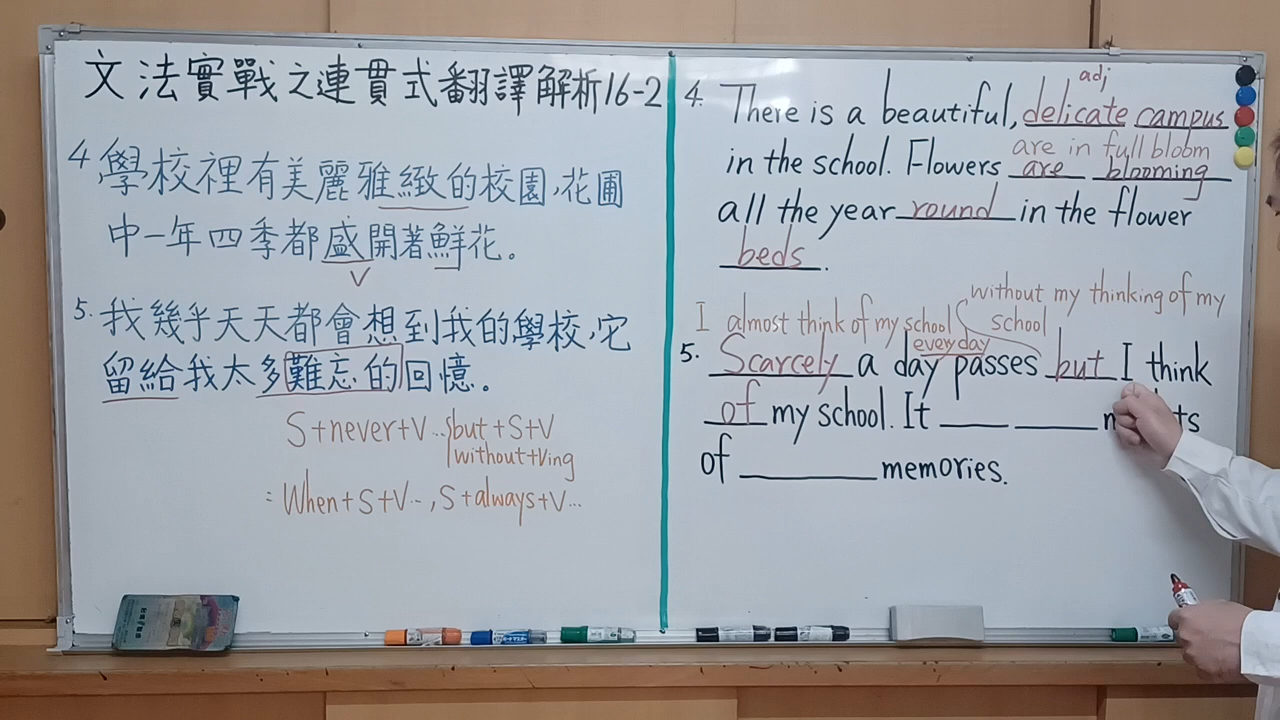 文法實戰之連貫式翻譯解析16-2
4.學校裡有美麗雅緻的校園,花圃
中一年四季都盛開著鮮花。
V
5.我幾乎天天都會想到我的學校,它
留給我太多難忘的回憶。
S+never+V...but+S+V
without+Ving
=When+S+V..,S+always+V...
adj
4. There is a beautiful, delicate campus
are in full bloom
in the school. Flowers are blooming
all the year round in the flower
beds.
without my thinking of my
I almost think of my school school
every day
5. Scarcely a day passes but I think
of my school. It ____ ____
of ____ memories.